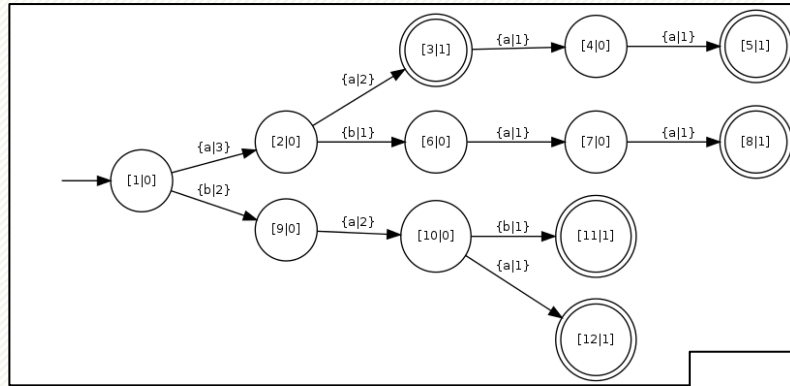 {a|1}
{a|1}
[3|1]
[4|0]
[5|1]
{a|2}
{a|3}
[2|0]
{b|1}
[6|0]
{a|1}
[7|0]
{a|1}
[8|1]
[1|0]
{b|2}
[9|0]
{a|2}
[10|0]
{b|1}
[11|1]
{a|1}
[12|1]